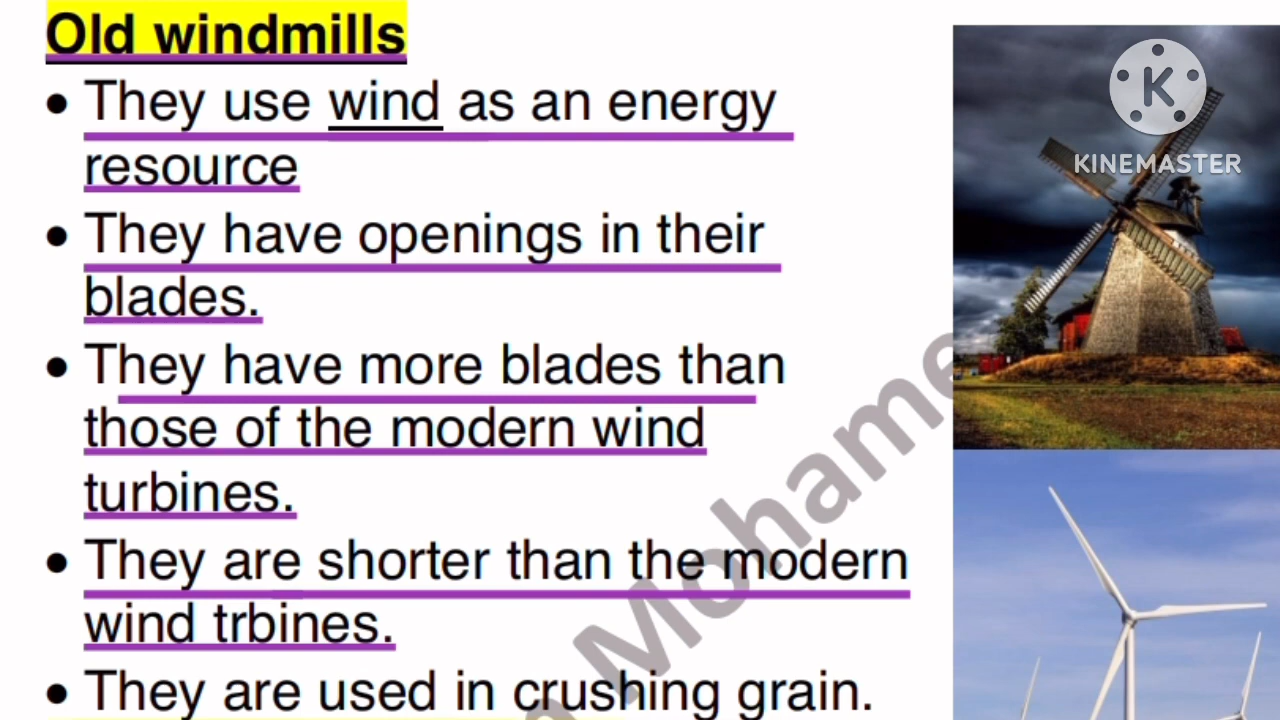 Old windmills
• They use wind as an energy
resource
• They have openings in their
blades.
• They have more blades than
those of the modern wind
turbines.
• They are shorter than the modern
wind trbines.
• They are used in crushing grain.
KINEMASTER
Mohame